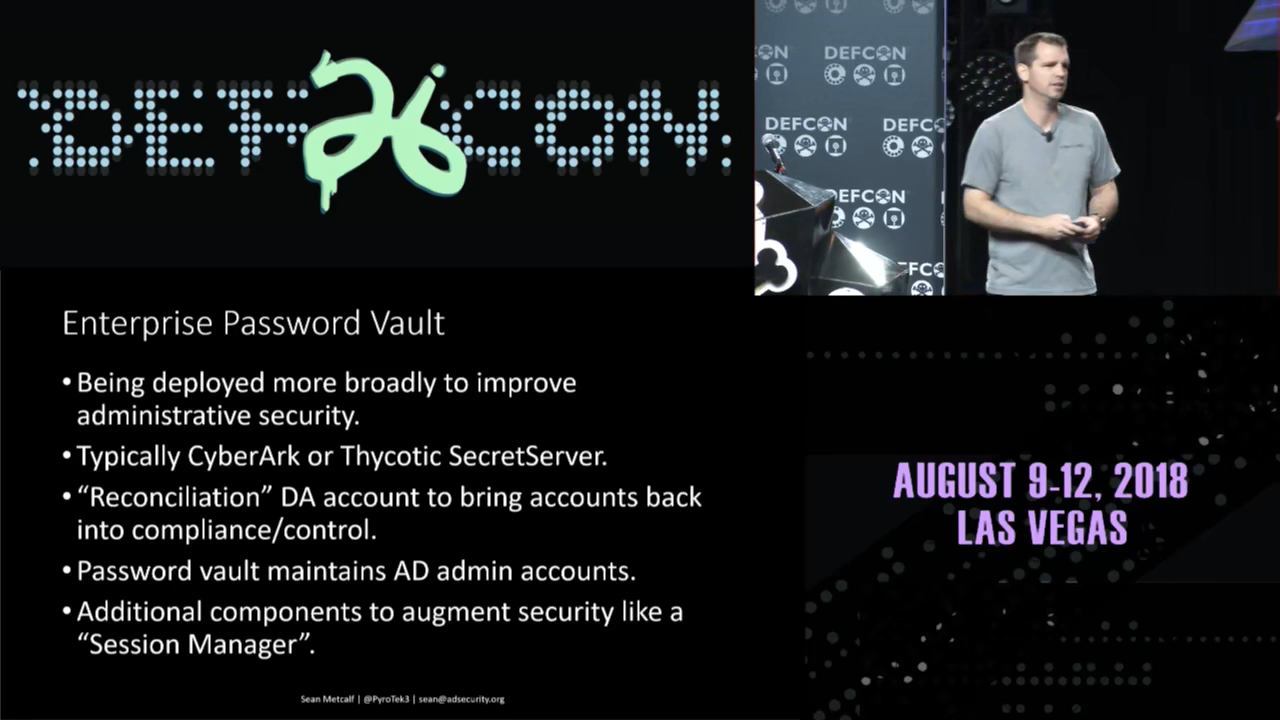 DEF 26 CON
DEFCON
DEFCON
DEFCON
DEFCON
Enterprise Password Vault
• Being deployed more broadly to improve
administrative security.
• Typically CyberArk or Thycotic SecretServer.
• “Reconciliation” DA account to bring accounts back
into compliance/control.
• Password vault maintains AD admin accounts.
• Additional components to augment security like a
“Session Manager”.
Sean Metcalf | @PyroTek3 | sean@adsecurity.org
AUGUST 9-12, 2018
LAS VEGAS